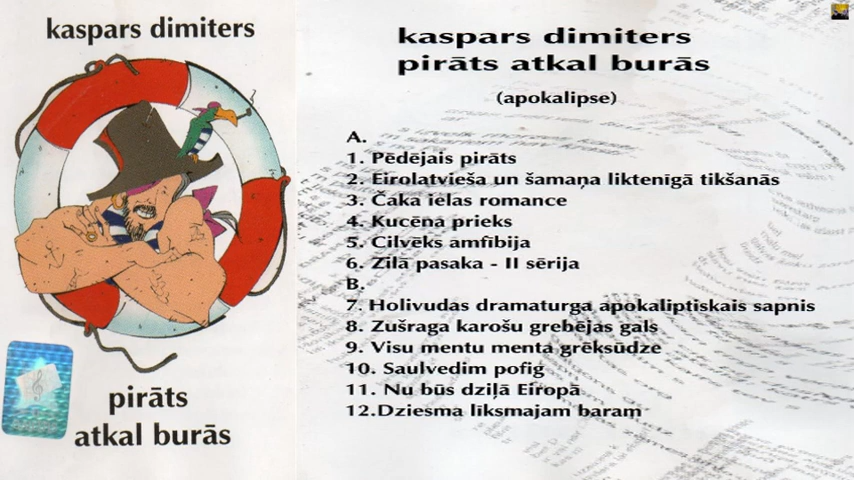 kaspars dimiters
pirāts
atkal burās
kaspars dimiters
pirāts atkal burās
(apokalipse)
A.
1. Pēdējais pirāts
2. Eirolatvieša un šamaņa liktenīgā tikšanās
3. Čaka ielas romance
4. Kucēna prieks
5. Cilvēks amfībija
6. Zilā pasaka - II sērija
B.
7. Holivudas dramaturga apokaliptiskais sapnis
8. Zušraga karošu grebējas gals
9. Visu mentu menta grēksūdze
10. Saulvedim pofig
11. Nu būs dziļā Eiropā
12.Dziesma līksmajam baram